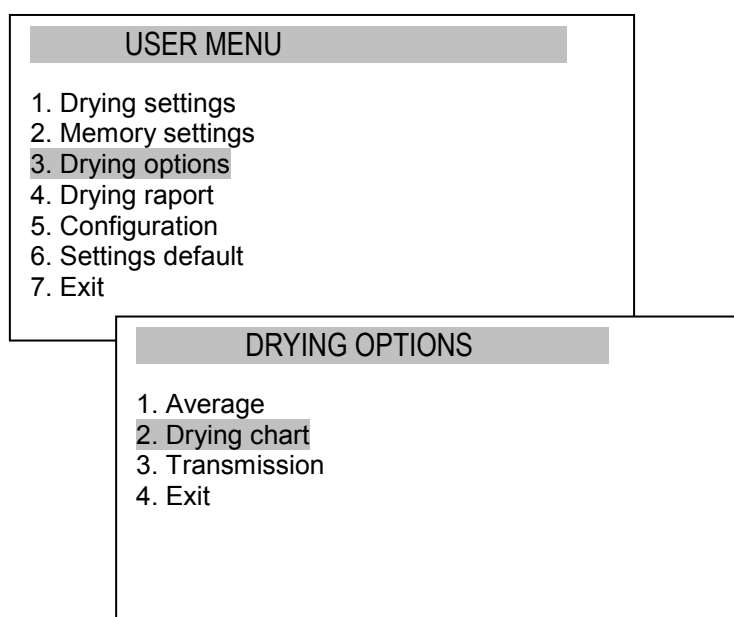 USER MENU
1. Drying settings
2. Memory settings
3. Drying options
4. Drying raport
5. Configuration
6. Settings default
7. Exit
DRYING OPTIONS
1. Average
2. Drying chart
3. Transmission
4. Exit